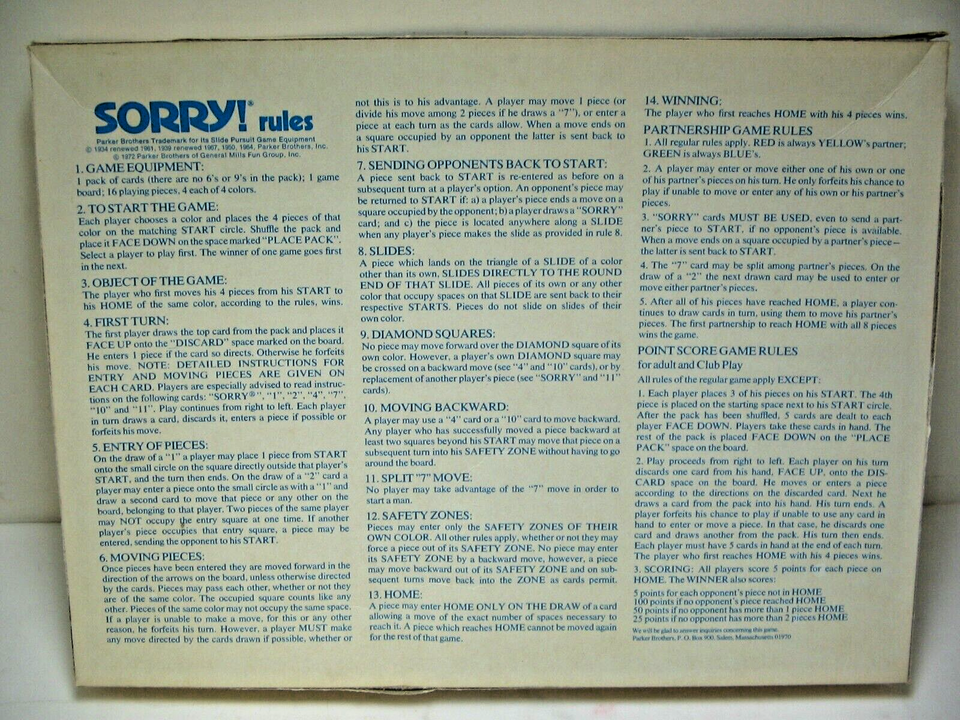 SORRY!® rules
Parker Brothers Trademark for its Slide Pursuit Game Equipment
© 1934 renewed 1961, 1939 renewed 1967, 1950, 1964, Parker Brothers, Inc.
© 1972 Parker Brothers of General Mills Fun Group, Inc.
1. GAME EQUIPMENT:
1 pack of cards (there are no 6's or 9's in the pack); 1 game
board; 16 playing pieces, 4 each of 4 colors.
2. TO START THE GAME:
Each player chooses a color and places the 4 pieces of that
color on the matching START circle. Shuffle the pack and
place it FACE DOWN on the space marked "PLACE PACK".
Select a player to play first. The winner of one game goes first
in the next.
3. OBJECT OF THE GAME:
The player who first moves his 4 pieces from his START to
his HOME of the same color, according to the rules, wins.
4. FIRST TURN:
The first player draws the top card from the pack and places it
FACE UP onto the "DISCARD" space marked on the board.
He enters 1 piece if the card so directs. Otherwise he forfeits
his move. NOTE: DETAILED INSTRUCTIONS FOR
ENTRY AND MOVING PIECES ARE GIVEN ON
EACH CARD. Players are especially advised to read instruc-
tions on the following cards: "SORRY®", "1", "2", "4", "7",
"10" and "11". Play continues from right to left. Each player
in turn draws a card, discards it, enters a piece if possible or
forfeits his move.
5. ENTRY OF PIECES:
On the draw of a "1" a player may place 1 piece from START
onto the small circle on the square directly outside that player's
START, and the turn then ends. On the draw of a "2" card a
player may enter a piece onto the small circle as with a "1" and
draw a second card to move that piece or any other on the
board, belonging to that player. Two pieces of the same player
may NOT occupy the entry square at one time. If another
player's piece occupies that entry square, a piece may be
entered, sending the opponent to his START.
6. MOVING PIECES:
Once pieces have been entered they are moved forward in the
direction of the arrows on the board, unless otherwise directed
by the cards. Pieces may pass each other, whether or not they
are of the same color. The occupied square counts like any
other. Pieces of the same color may not occupy the same space.
If a player is unable to make a move, for this or any other
reason, he forfeits his turn. However, a player MUST make
any move directed by the cards drawn if possible, whether or
not this is to his advantage. A player may move 1 piece (or
divide his move among 2 pieces if he draws a "7"), or enter a
piece at each turn as the cards allow. When a move ends on
a square occupied by an opponent the latter is sent back to
his START.
7. SENDING OPPONENTS BACK TO START:
A piece sent back to START is re-entered as before on a
subsequent turn at a player's option. An opponent's piece may
be returned to START if: a) a player's piece ends a move on a
square occupied by the opponent; b) a player draws a "SORRY"
card; and c) the piece is located anywhere along a SLIDE
when any player's piece makes the slide as provided in rule 8.
8. SLIDES:
A piece which lands on the triangle of a SLIDE of a color
other than its own, SLIDES DIRECTLY TO THE ROUND
END OF THAT SLIDE. All pieces of its own or any other
color that occupy spaces on that SLIDE are sent back to their
respective STARTS. Pieces do not slide on slides of their
own color.
9. DIAMOND SQUARES:
No piece may move forward over the DIAMOND square of its
own color. However, a player's own DIAMOND square may
be crossed on a backward move (see "4" and "10" cards), or by
replacement of another player's piece (see "SORRY" and "11"
cards).
10. MOVING BACKWARD:
A player may use a "4" card or a "10" card to move backward.
Any player who has successfully moved a piece backward at
least two squares beyond his START may move that piece on a
subsequent turn into his SAFETY ZONE without having to go
around the board.
11. SPLIT "7" MOVE:
No player may take advantage of the "7" move in order to
start a man.
12. SAFETY ZONES:
Pieces may enter only the SAFETY ZONES OF THEIR
OWN COLOR. All other rules apply, whether or not they may
force a piece out of its SAFETY ZONE. No piece may enter
its SAFETY ZONE by a backward move, however, a piece
may move backward out of its SAFETY ZONE and on sub-
sequent turns move back into the ZONE as cards permit.
13. HOME:
A piece may enter HOME ONLY ON THE DRAW of a card
allowing a move of the exact number of spaces necessary to
reach it. A piece which reaches HOME cannot be moved again
for the rest of that game.
14. WINNING:
The player who first reaches HOME with his 4 pieces wins.
PARTNERSHIP GAME RULES
1. All regular rules apply. RED is always YELLOW'S partner;
GREEN is always BLUE's.
2. A player may enter or move either one of his own or one
of his partner's pieces on his turn. He only forfeits his chance to
play if unable to move or enter any of his own or his partner's
pieces.
3. "SORRY" cards MUST BE USED, even to send a part-
ner's piece to START, if no opponent's piece is available.
When a move ends on a square occupied by a partner's piece—
the latter is sent back to START.
4. The "7" card may be split among partner's pieces. On the
draw of a "2" the next drawn card may be used to enter or
move either partner's pieces.
5. After all of his pieces have reached HOME, a player con-
tinues to draw cards in turn, using them to move his partner's
pieces. The first partnership to reach HOME with all 8 pieces
wins the game.
POINT SCORE GAME RULES
for adult and Club Play
All rules of the regular game apply EXCEPT:
1. Each player places 3 of his pieces on his START. The 4th
piece is placed on the starting space next to his START circle.
After the pack has been shuffled, 5 cards are dealt to each
player FACE DOWN. Players take these cards in hand. The
rest of the pack is placed FACE DOWN on the "PLACE
PACK" space on the board.
2. Play proceeds from right to left. Each player on his turn
discards one card from his hand, FACE UP, onto the DIS-
CARD space on the board. He moves or enters a piece
according to the directions on the discarded card. Next he
draws a card from the pack into his hand. His turn ends. A
player forfeits his chance to play if unable to use any card in
hand to enter or move a piece. In that case, he discards one
card and draws another from the pack. His turn then ends.
Each player must have 5 cards in hand at the end of each turn.
The player who first reaches HOME with his 4 pieces wins.
3. SCORING: All players score 5 points for each piece on
HOME. The WINNER also scores:
5 points for each opponent's piece not in HOME
100 points if no opponent's piece reached HOME
50 points if no opponent has more than 1 piece HOME
25 points if no opponent has more than 2 pieces HOME
We will be glad to answer inquiries concerning this game.
Parker Brothers, P. O. Box 900, Salem, Massachusetts 01970